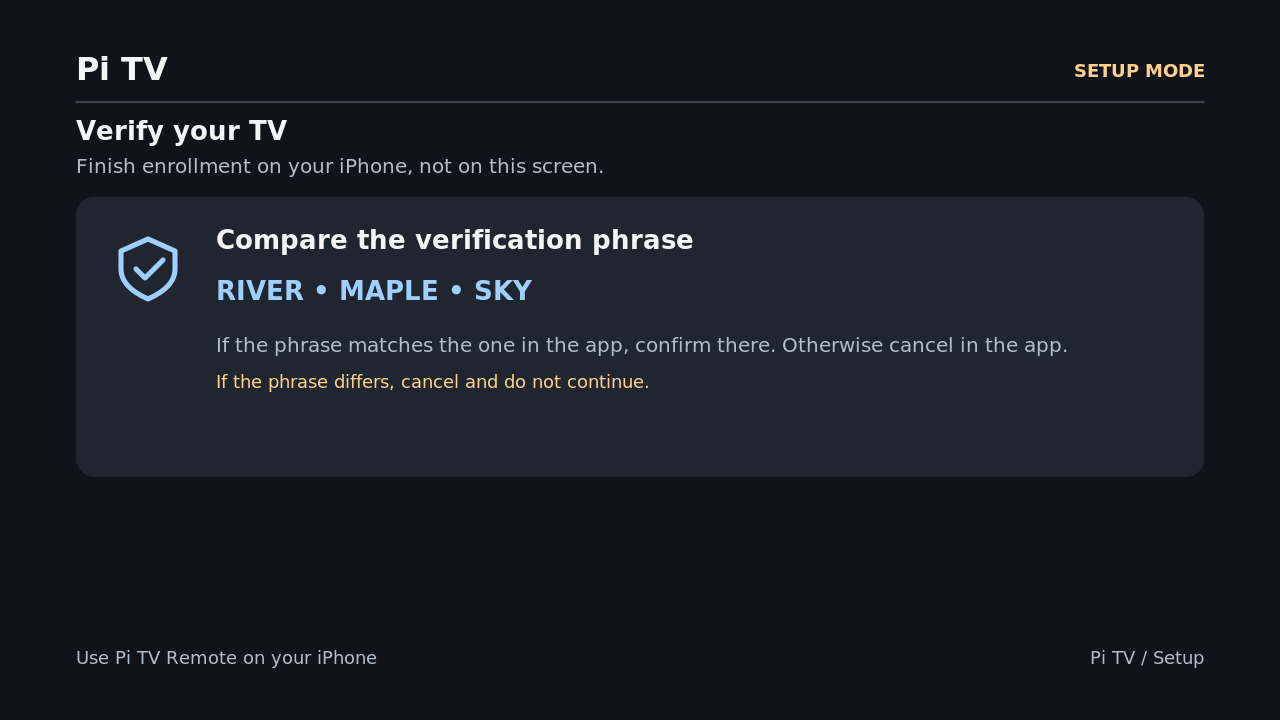 Pi TV
SETUP MODE
Verify your TV
Finish enrollment on your iPhone, not on this screen.
Compare the verification phrase
RIVER • MAPLE • SKY
If the phrase matches the one in the app, confirm there. Otherwise cancel in the app.
If the phrase differs, cancel and do not continue.
Use Pi TV Remote on your iPhone
Pi TV / Setup